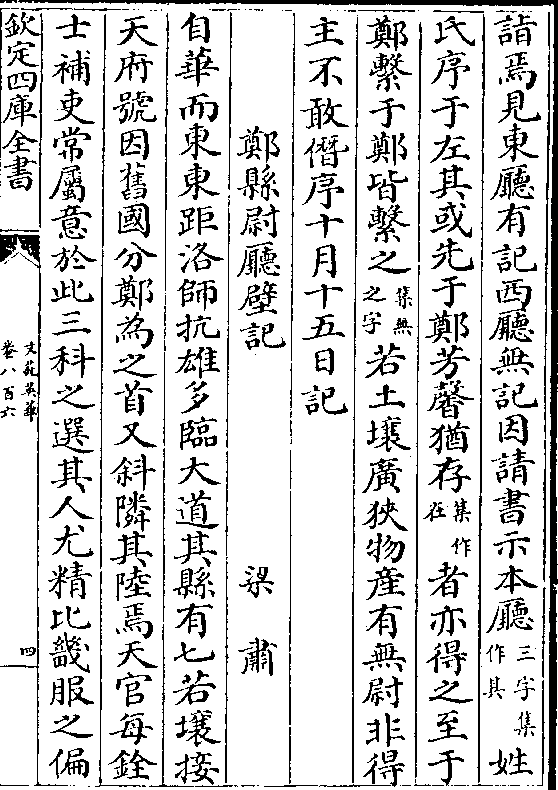 詣焉見東廳有記西廳無記因請書示本廳三字集作其姓
氏序于左其或先于鄭芳馨猶存集作在者亦得之至于
鄭繫于鄭皆繫之集無之字若土壤廣狹物產有無尉非得
主不敢僭序十月十五日記
鄭縣尉廳壁記 梁肅
自華而東東距洛師抗雄多臨大道其縣有七若壤接
天府號因舊國分鄭為之首又斜隣其陸焉天官每銓
士補吏常屬意於此三科之選其人尤精比畿服之偏
欽定四庫全書
文苑英華
卷八百六
四